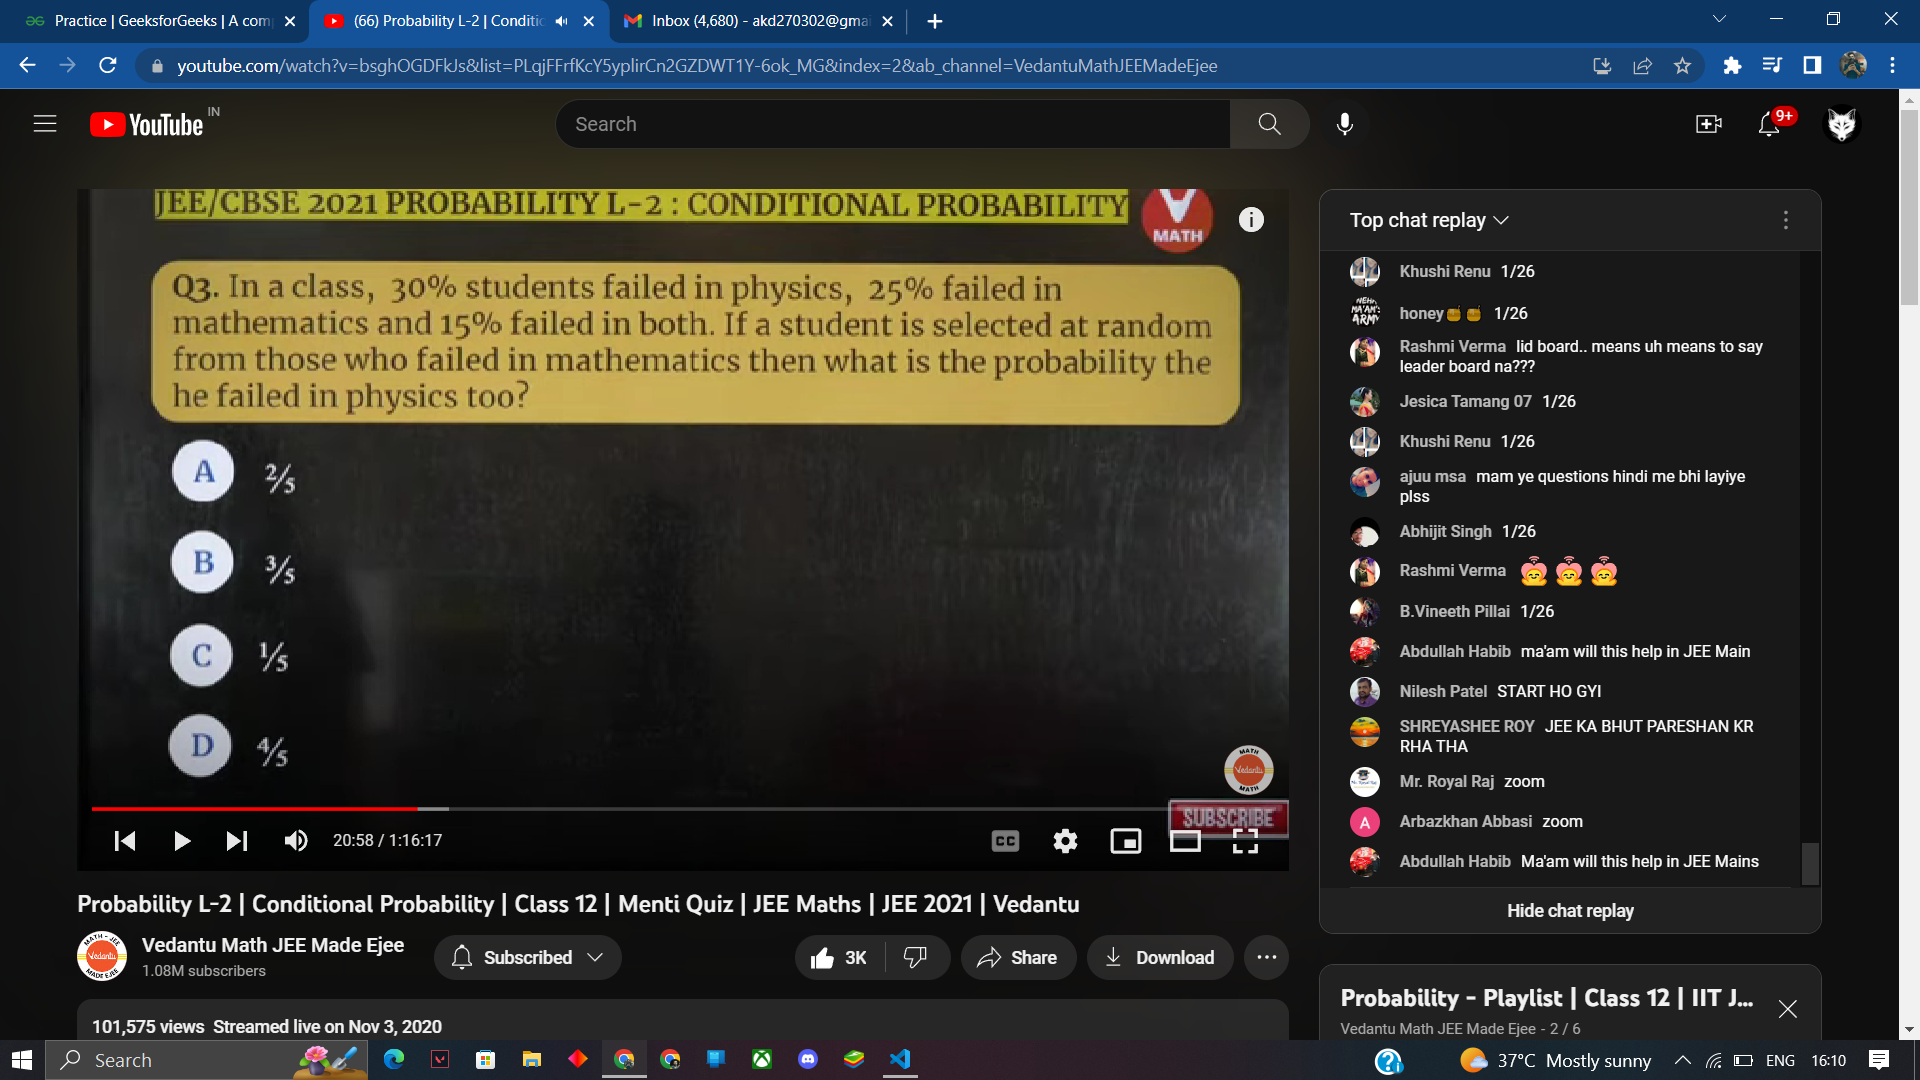 Practice | GeeksforGeeks | A com
(66) Probability L-2 | Conditic
Inbox (4,680) - akd270302@gmai
youtube.com/watch?v=bsghOGDFkJs&list=PLqjFFrfKcY5yplirCn2GZDWT1Y-6ok_MG&index=2&ab_channel=VedantuMathJEEMadeEjee
YouTube IN
Search
9+
JEE/CBSE 2021 PROBABILITY L-2 : CONDITIONAL PROBABILITY
MATH
Q3. In a class, 30% students failed in physics, 25% failed in
mathematics and 15% failed in both. If a student is selected at random
from those who failed in mathematics then what is the probability the
he failed in physics too?
A 2/5
B 3/5
C 1/5
D 4/5
MATH
Vedantu
MATH
SUBSCRIBE
20:58 / 1:16:17
CC
Probability L-2 | Conditional Probability | Class 12 | Menti Quiz | JEE Maths | JEE 2021 | Vedantu
MATH - JEE
Vedantu
MADE EJEE
Vedantu Math JEE Made Ejee
1.08M subscribers
Subscribed
3K
Share
Download
101,575 views Streamed live on Nov 3, 2020
Top chat replay
Khushi Renu 1/26
honey🍯🍯 1/26
Rashmi Verma lid board.. means uh means to say
leader board na???
Jesica Tamang 07 1/26
Khushi Renu 1/26
ajuu msa mam ye questions hindi me bhi layiye
plss
Abhijit Singh 1/26
Rashmi Verma
B.Vineeth Pillai 1/26
Abdullah Habib ma'am will this help in JEE Main
Nilesh Patel START HO GYI
SHREYASHEE ROY JEE KA BHUT PARESHAN KR
RHA THA
Mr. Royal Raj zoom
A Arbazkhan Abbasi zoom
Abdullah Habib Ma'am will this help in JEE Mains
Hide chat replay
Probability - Playlist | Class 12 | IIT J...
Vedantu Math JEE Made Ejee - 2 / 6
Search
37°C Mostly sunny
ENG
16:10